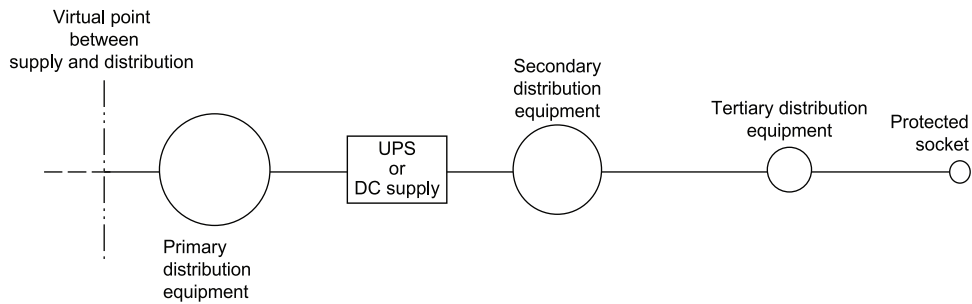 Virtual point
between
supply and distribution
Primary
distribution
equipment
UPS
or
DC supply
Secondary
distribution
equipment
Tertiary distribution
equipment
Protected
socket